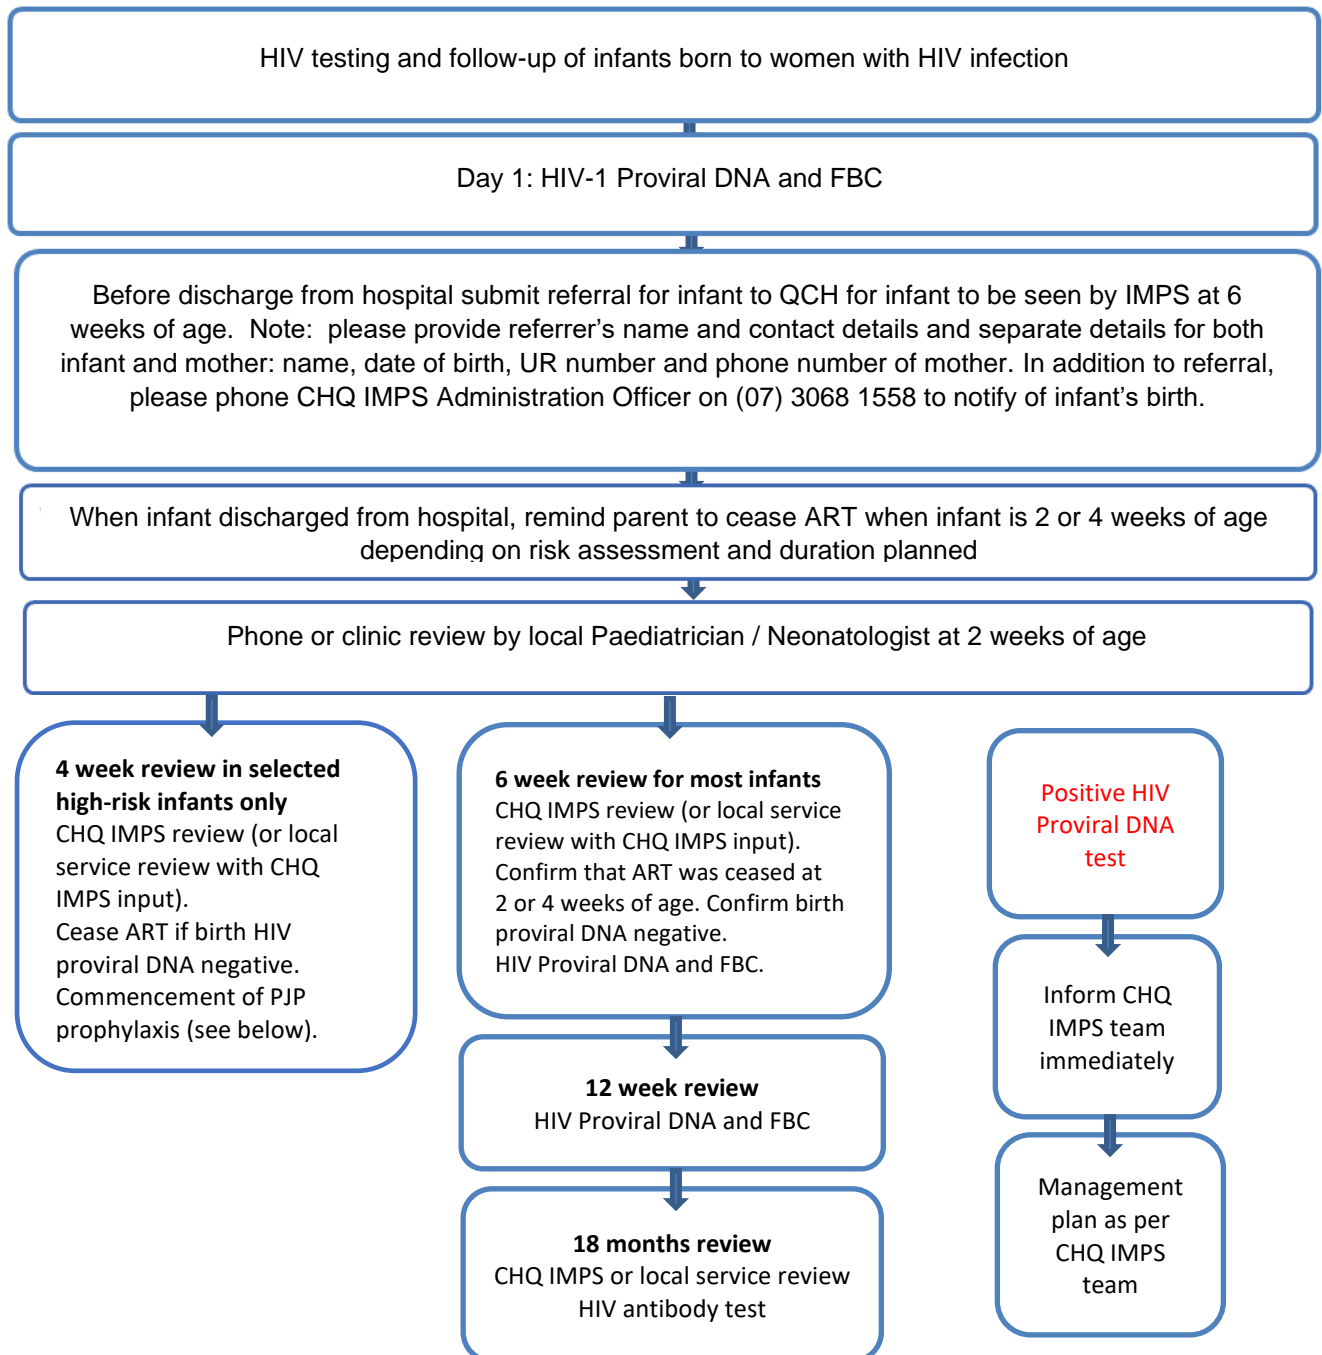 HIV testing and follow-up of infants born to women with HIV infection
Day 1: HIV-1 Proviral DNA and FBC
Before discharge from hospital submit referral for infant to QCH for infant to be seen by IMPS at 6
weeks of age.  Note:  please provide referrer's name and contact details and separate details for both
infant and mother: name, date of birth, UR number and phone number of mother. In addition to referral,
please phone CHQ IMPS Administration Officer on (07) 3068 1558 to notify of infant's birth.
When infant discharged from hospital, remind parent to cease ART when infant is 2 or 4 weeks of age
depending on risk assessment and duration planned
Phone or clinic review by local Paediatrician / Neonatologist at 2 weeks of age
4 week review in selected
high-risk infants only
CHQ IMPS review (or local
service review with CHQ
IMPS input).
Cease ART if birth HIV
proviral DNA negative.
Commencement of PJP
prophylaxis (see below).
6 week review for most infants
CHQ IMPS review (or local service
review with CHQ IMPS input).
Confirm that ART was ceased at
2 or 4 weeks of age. Confirm birth
proviral DNA negative.
HIV Proviral DNA and FBC.
12 week review
HIV Proviral DNA and FBC
18 months review
CHQ IMPS or local service review
HIV antibody test
Positive HIV
Proviral DNA
test
Inform CHQ
IMPS team
immediately
Management
plan as per
CHQ IMPS
team